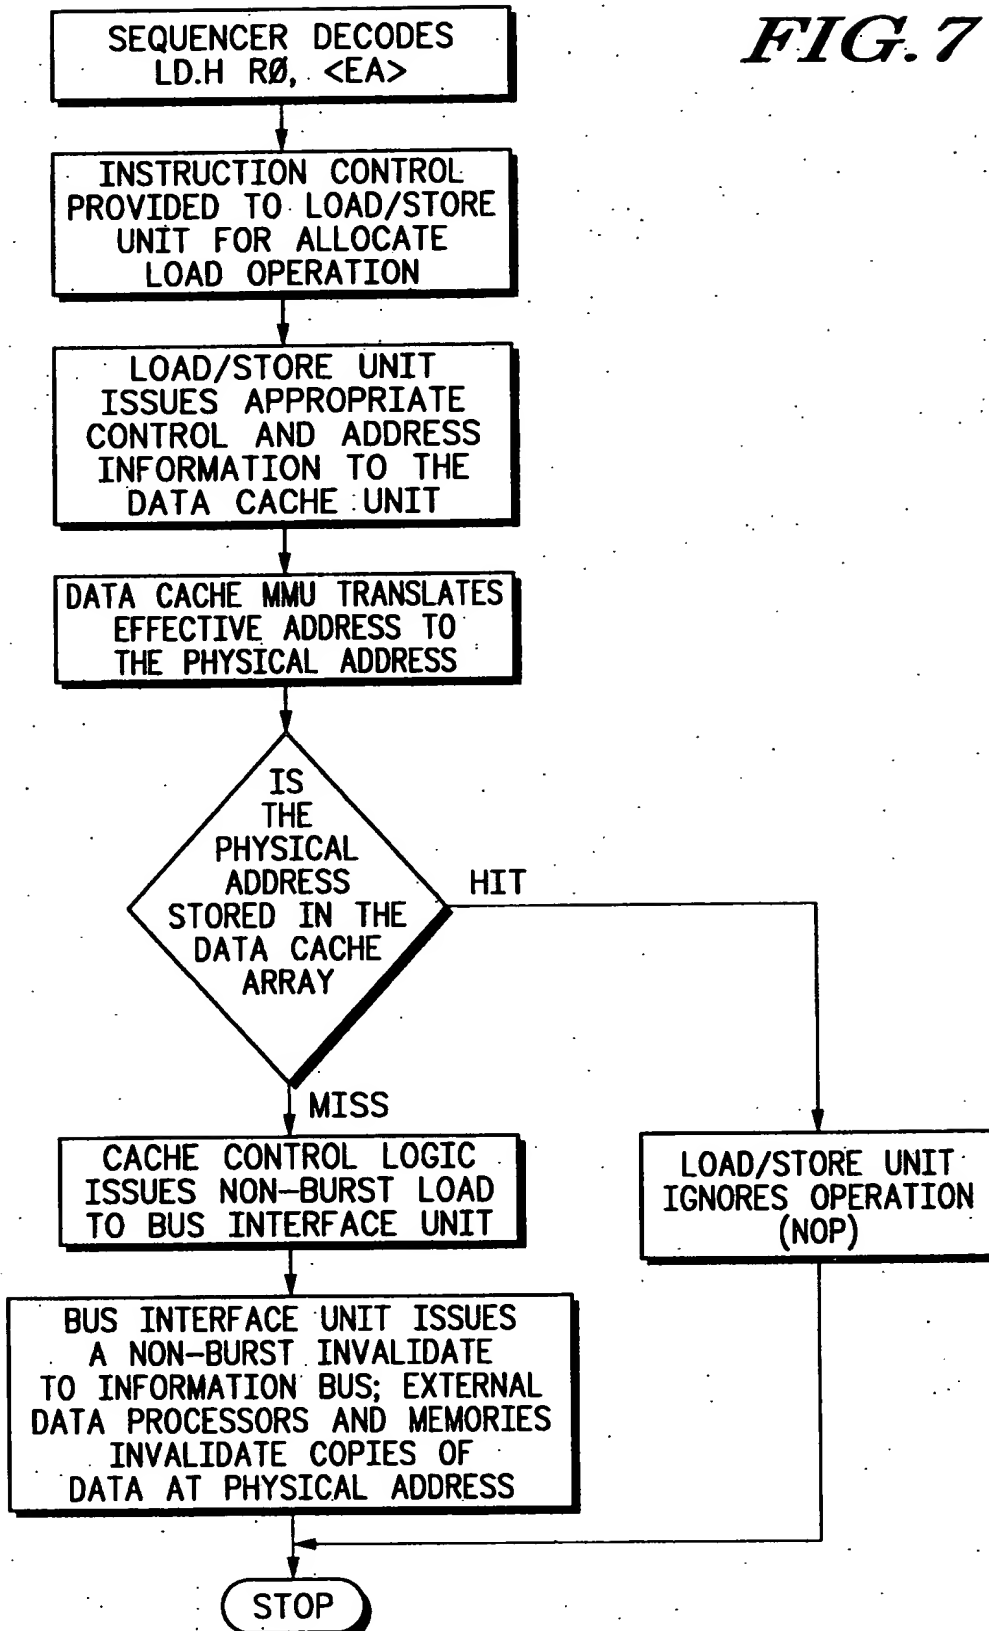 FIG. 7
SEQUENCER DECODES
LD.H RØ, <EA>
INSTRUCTION CONTROL
PROVIDED TO LOAD/STORE
UNIT FOR ALLOCATE
LOAD OPERATION
LOAD/STORE UNIT
ISSUES APPROPRIATE
CONTROL AND ADDRESS
INFORMATION TO THE
DATA CACHE UNIT
DATA CACHE MMU TRANSLATES
EFFECTIVE ADDRESS TO
THE PHYSICAL ADDRESS
IS
THE
PHYSICAL
ADDRESS
STORED IN THE
DATA CACHE
ARRAY
HIT
MISS
CACHE CONTROL LOGIC
ISSUES NON-BURST LOAD
TO BUS INTERFACE UNIT
LOAD/STORE UNIT
IGNORES OPERATION
(NOP)
BUS INTERFACE UNIT ISSUES
A NON-BURST INVALIDATE
TO INFORMATION BUS; EXTERNAL
DATA PROCESSORS AND MEMORIES
INVALIDATE COPIES OF
DATA AT PHYSICAL ADDRESS
STOP